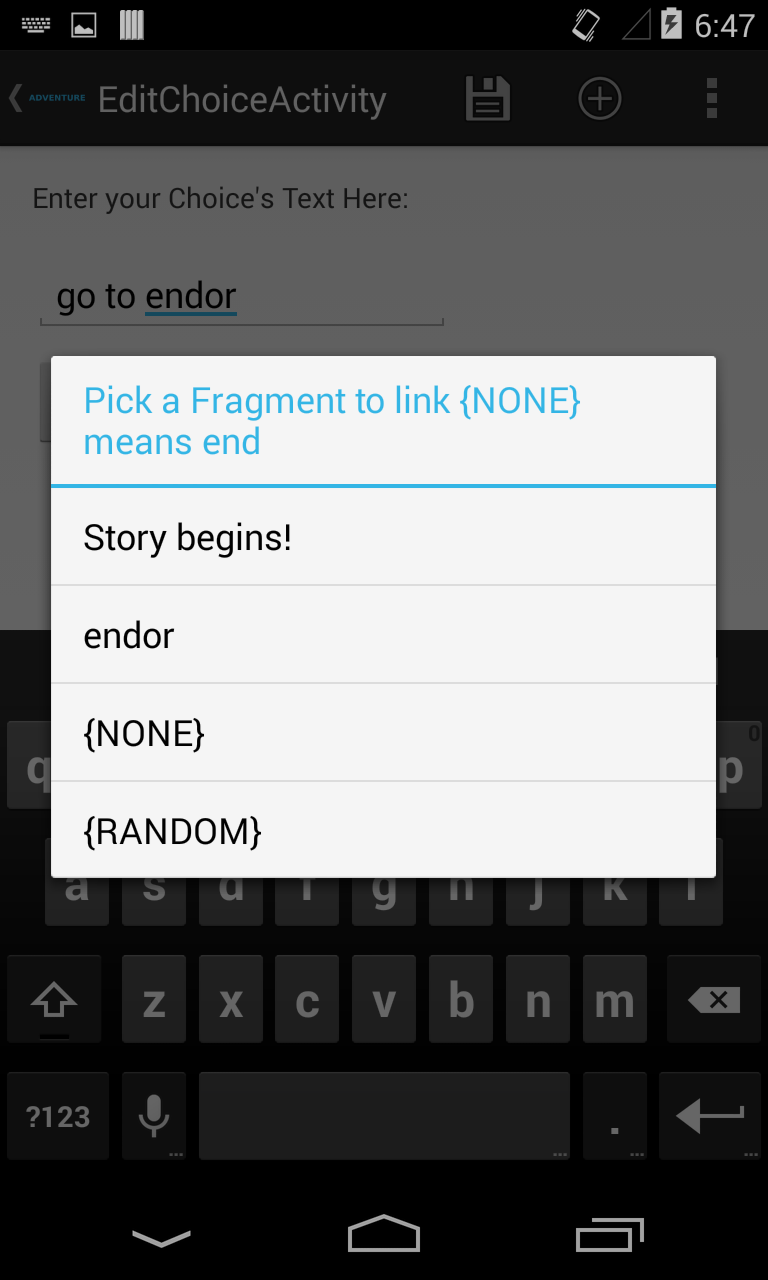 6:47
ADVENTURE EditChoiceActivity
Enter your Choice's Text Here:
go to endor
Pick a Fragment to link {NONE}
means end
Story begins!
endor
{NONE}
{RANDOM}
q p 0
a s d f g h j k l
z x c v b n m
?123 .